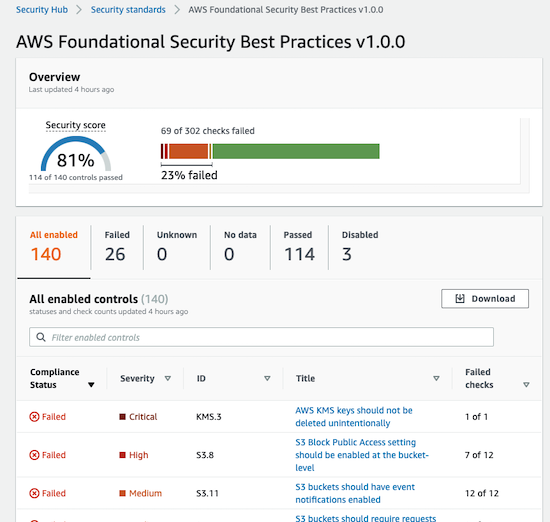 Security Hub > Security standards > AWS Foundational Security Best Practices v1.0.0
AWS Foundational Security Best Practices v1.0.0
Overview
Last updated 4 hours ago
Security score
81%
114 of 140 controls passed
69 of 302 checks failed
23% failed
All enabled Failed Unknown No data Passed Disabled
140 26 0 0 114 3
All enabled controls (140)
statuses and check counts updated 4 hours ago
Download
Filter enabled controls
Compliance Status Severity ID Title Failed checks
Failed Critical KMS.3 AWS KMS keys should not be deleted unintentionally 1 of 1
Failed High S3.8 S3 Block Public Access setting should be enabled at the bucket-level 7 of 12
Failed Medium S3.11 S3 buckets should have event notifications enabled 12 of 12
S3 buckets should require requests